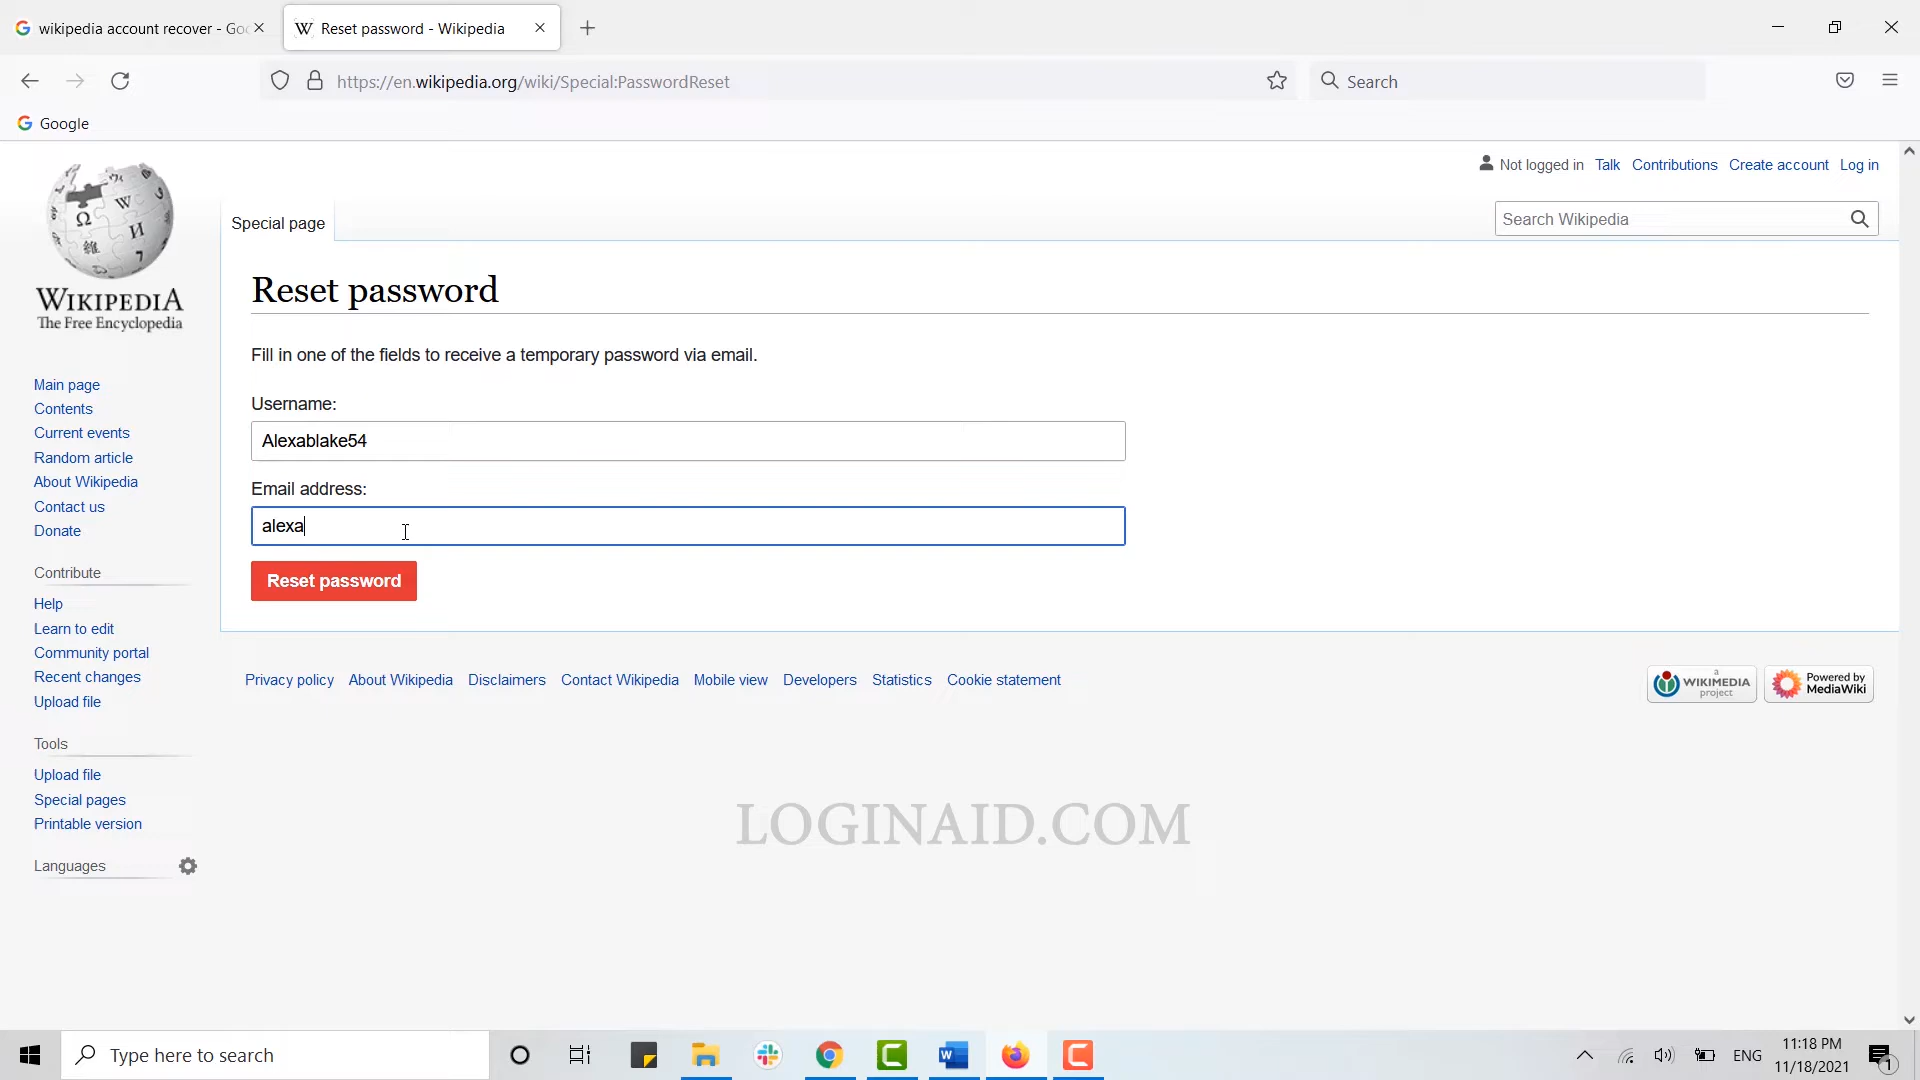 wikipedia account recover - Goo
Reset password - Wikipedia
https://en.wikipedia.org/wiki/Special:PasswordReset
Search
Google
Not logged in Talk Contributions Create account Log in
Special page
Search Wikipedia
WIKIPEDIA
The Free Encyclopedia
Reset password
Fill in one of the fields to receive a temporary password via email.
Username:
Alexablake54
Email address:
alexa
Reset password
Main page
Contents
Current events
Random article
About Wikipedia
Contact us
Donate
Contribute
Help
Learn to edit
Community portal
Recent changes
Upload file
Tools
Upload file
Special pages
Printable version
Languages
Privacy policy About Wikipedia Disclaimers Contact Wikipedia Mobile view Developers Statistics Cookie statement
a
WIKIMEDIA
project
Powered by
MediaWiki
LOGINAID.COM
Type here to search
ENG
11:18 PM
11/18/2021
1